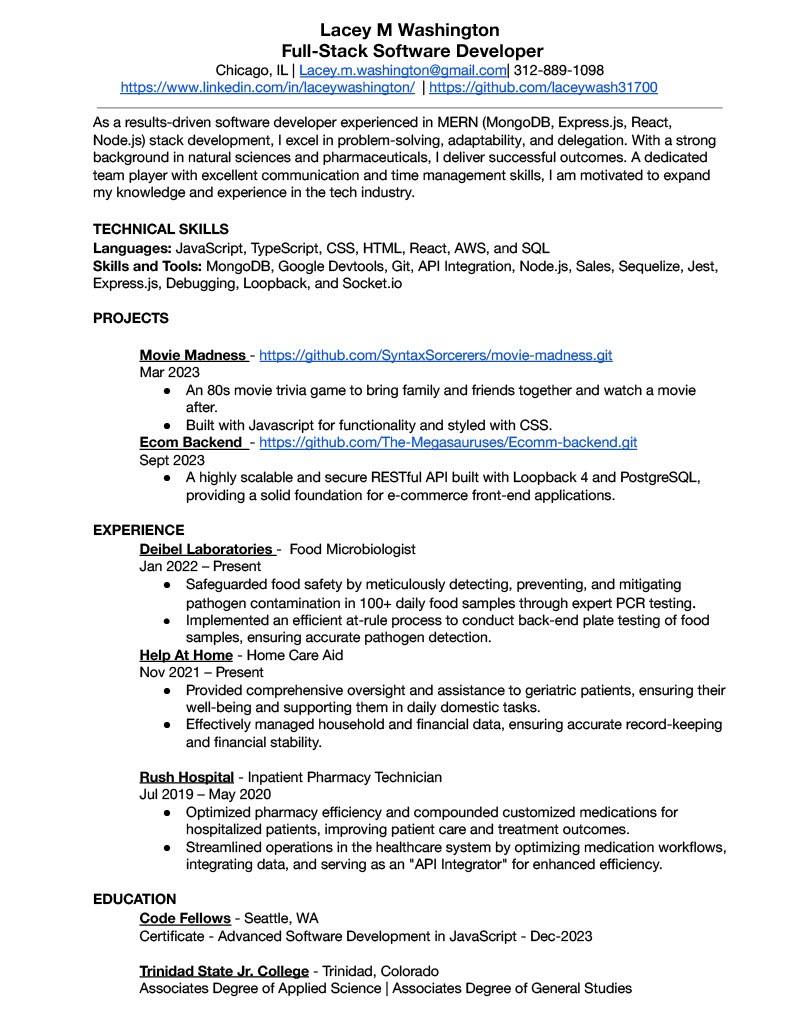 Lacey M Washington
Full-Stack Software Developer
Chicago, IL | Lacey.m.washington@gmail.com| 312-889-1098
https://www.linkedin.com/in/laceywashington/ | https://github.com/laceywash31700
As a results-driven software developer experienced in MERN (MongoDB, Express.js, React,
Node.js) stack development, I excel in problem-solving, adaptability, and delegation. With a strong
background in natural sciences and pharmaceuticals, I deliver successful outcomes. A dedicated
team player with excellent communication and time management skills, I am motivated to expand
my knowledge and experience in the tech industry.
TECHNICAL SKILLS
Languages: JavaScript, TypeScript, CSS, HTML, React, AWS, and SQL
Skills and Tools: MongoDB, Google Devtools, Git, API Integration, Node.js, Sales, Sequelize, Jest,
Express.js, Debugging, Loopback, and Socket.io
PROJECTS
Movie Madness - https://github.com/SyntaxSorcerers/movie-madness.git
Mar 2023
● An 80s movie trivia game to bring family and friends together and watch a movie
after.
● Built with Javascript for functionality and styled with CSS.
Ecom Backend - https://github.com/The-Megasauruses/Ecomm-backend.git
Sept 2023
● A highly scalable and secure RESTful API built with Loopback 4 and PostgreSQL,
providing a solid foundation for e-commerce front-end applications.
EXPERIENCE
Deibel Laboratories - Food Microbiologist
Jan 2022 – Present
● Safeguarded food safety by meticulously detecting, preventing, and mitigating
pathogen contamination in 100+ daily food samples through expert PCR testing.
● Implemented an efficient at-rule process to conduct back-end plate testing of food
samples, ensuring accurate pathogen detection.
Help At Home - Home Care Aid
Nov 2021 – Present
● Provided comprehensive oversight and assistance to geriatric patients, ensuring their
well-being and supporting them in daily domestic tasks.
● Effectively managed household and financial data, ensuring accurate record-keeping
and financial stability.
Rush Hospital - Inpatient Pharmacy Technician
Jul 2019 – May 2020
● Optimized pharmacy efficiency and compounded customized medications for
hospitalized patients, improving patient care and treatment outcomes.
● Streamlined operations in the healthcare system by optimizing medication workflows,
integrating data, and serving as an "API Integrator" for enhanced efficiency.
EDUCATION
Code Fellows - Seattle, WA
Certificate - Advanced Software Development in JavaScript - Dec-2023
Trinidad State Jr. College - Trinidad, Colorado
Associates Degree of Applied Science | Associates Degree of General Studies